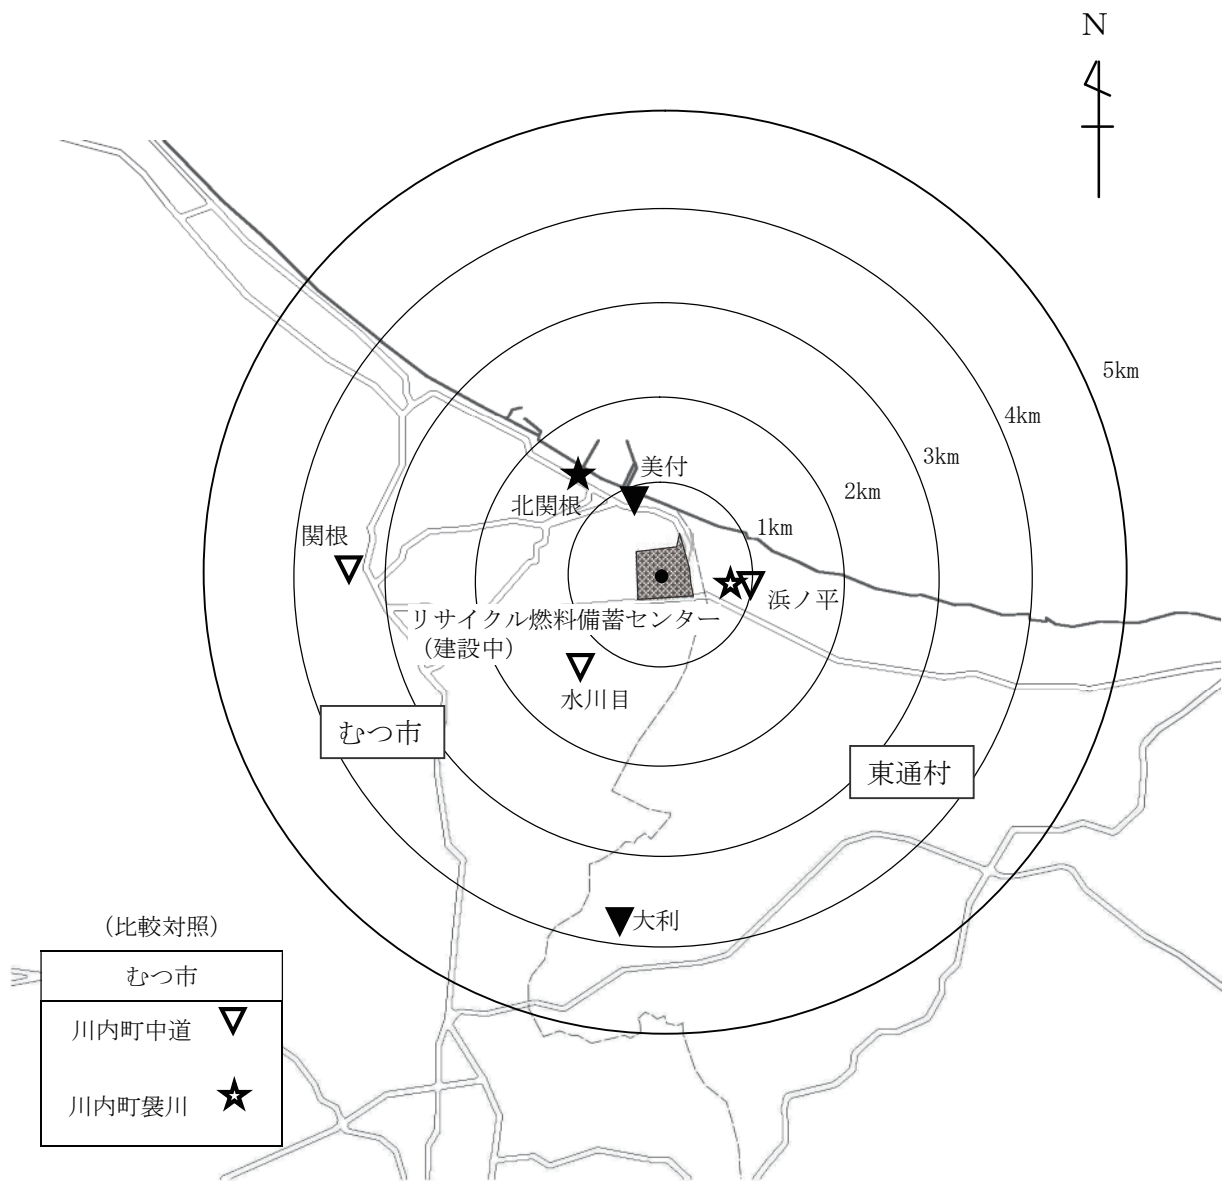 N
5km
4km
3km
2km
1km
美付
北関根
関根
浜ノ平
リサイクル燃料備蓄センター
（建設中）
水川目
むつ市
東通村
大利
（比較対照）
むつ市
川内町中道
川内町袰川